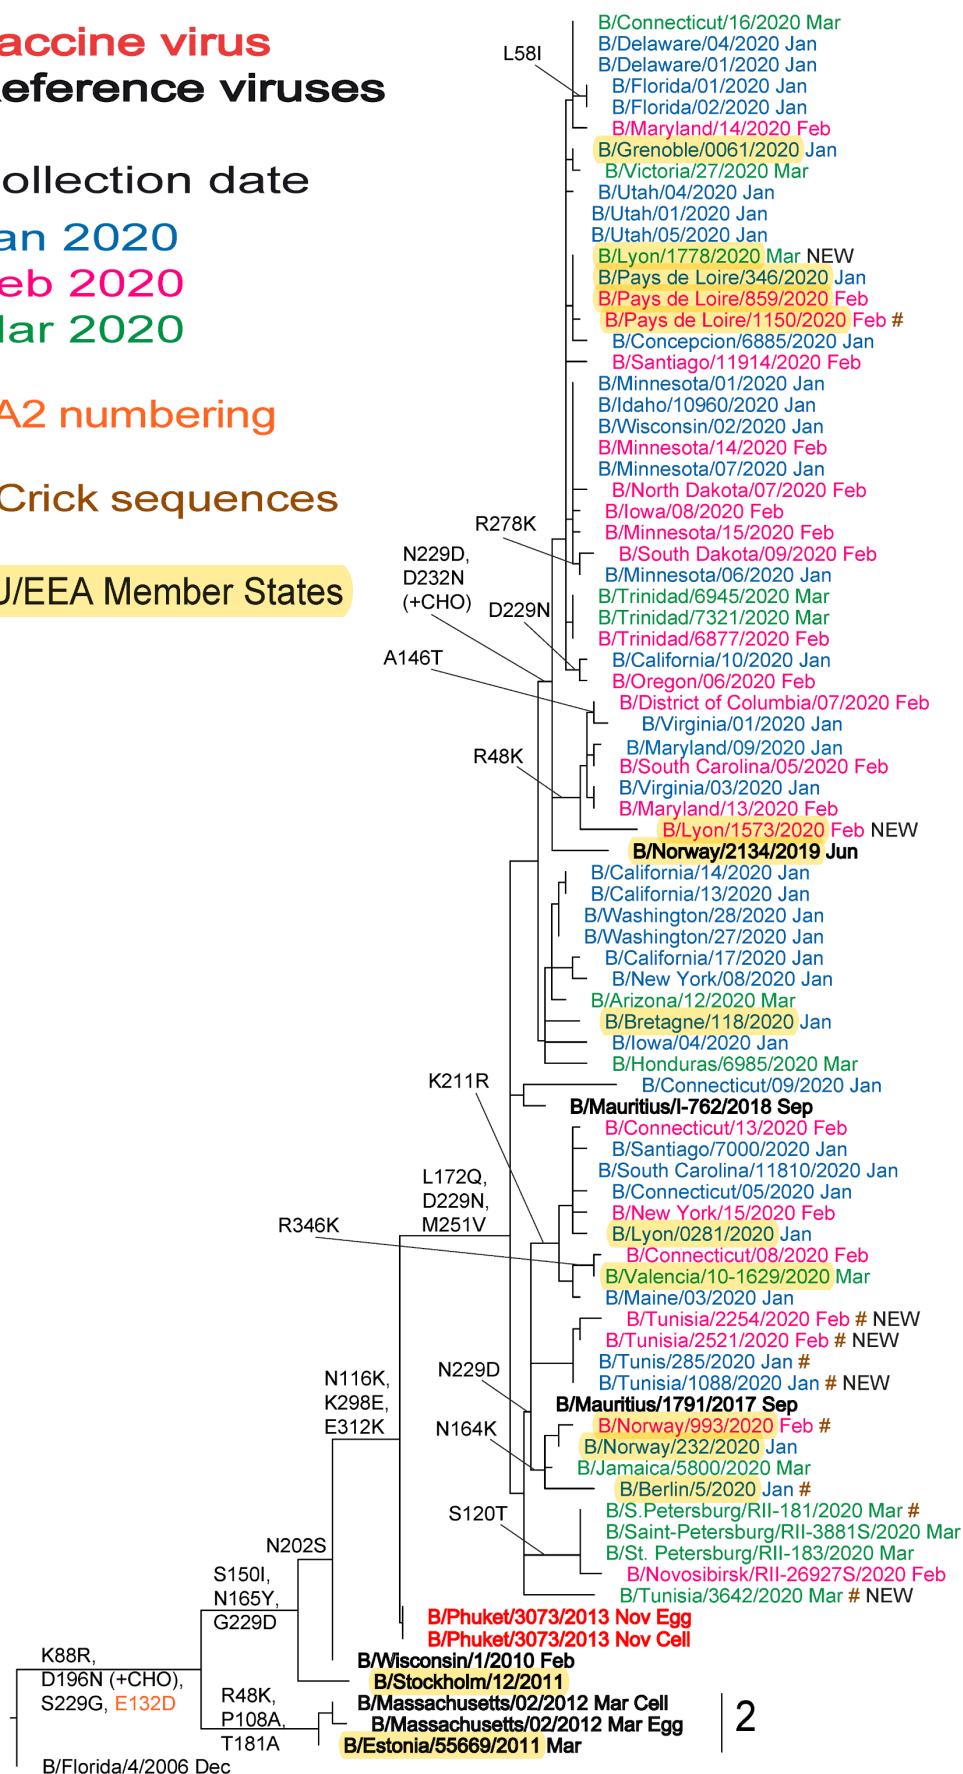 accine virus
eference viruses
ollection date
an 2020
eb 2020
ar 2020
A2 numbering
Crick sequences
U/EEA Member States
B/Connecticut/16/2020 Mar
B/Delaware/04/2020 Jan
L58I
B/Delaware/01/2020 Jan
B/Florida/01/2020 Jan
B/Florida/02/2020 Jan
B/Maryland/14/2020 Feb
B/Grenoble/0061/2020 Jan
B/Victoria/27/2020 Mar
B/Utah/04/2020 Jan
B/Utah/01/2020 Jan
B/Utah/05/2020 Jan
B/Lyon/1778/2020 Mar NEW
B/Pays de Loire/346/2020 Jan
B/Pays de Loire/859/2020 Feb
B/Pays de Loire/1150/2020 Feb #
B/Concepcion/6885/2020 Jan
B/Santiago/11914/2020 Feb
B/Minnesota/01/2020 Jan
B/Idaho/10960/2020 Jan
B/Wisconsin/02/2020 Jan
B/Minnesota/14/2020 Feb
B/Minnesota/07/2020 Jan
B/North Dakota/07/2020 Feb
B/Iowa/08/2020 Feb
R278K
B/Minnesota/15/2020 Feb
B/South Dakota/09/2020 Feb
B/Minnesota/06/2020 Jan
N229D,
D232N
(+CHO)
B/Trinidad/6945/2020 Mar
D229N
B/Trinidad/7321/2020 Mar
B/Trinidad/6877/2020 Feb
A146T
B/California/10/2020 Jan
B/Oregon/06/2020 Feb
B/District of Columbia/07/2020 Feb
B/Virginia/01/2020 Jan
B/Maryland/09/2020 Jan
R48K
B/South Carolina/05/2020 Feb
B/Virginia/03/2020 Jan
B/Maryland/13/2020 Feb
B/Lyon/1573/2020 Feb NEW
B/Norway/2134/2019 Jun
B/California/14/2020 Jan
B/California/13/2020 Jan
B/Washington/28/2020 Jan
B/Washington/27/2020 Jan
B/California/17/2020 Jan
B/New York/08/2020 Jan
B/Arizona/12/2020 Mar
B/Bretagne/118/2020 Jan
B/Iowa/04/2020 Jan
B/Honduras/6985/2020 Mar
K211R
B/Connecticut/09/2020 Jan
B/Mauritius/I-762/2018 Sep
B/Connecticut/13/2020 Feb
B/Santiago/7000/2020 Jan
B/South Carolina/11810/2020 Jan
L172Q,
D229N,
M251V
B/Connecticut/05/2020 Jan
B/New York/15/2020 Feb
R346K
B/Lyon/0281/2020 Jan
B/Connecticut/08/2020 Feb
B/Valencia/10-1629/2020 Mar
B/Maine/03/2020 Jan
B/Tunisia/2254/2020 Feb # NEW
B/Tunisia/2521/2020 Feb # NEW
B/Tunis/285/2020 Jan #
N229D
B/Tunisia/1088/2020 Jan # NEW
N116K,
K298E,
E312K
B/Mauritius/1791/2017 Sep
B/Norway/993/2020 Feb #
N164K
B/Norway/232/2020 Jan
B/Jamaica/5800/2020 Mar
B/Berlin/5/2020 Jan #
S120T
B/S.Petersburg/RII-181/2020 Mar #
B/Saint-Petersburg/RII-3881S/2020 Mar
N202S
B/St. Petersburg/RII-183/2020 Mar
B/Novosibirsk/RII-26927S/2020 Feb
S150I,
N165Y,
G229D
B/Tunisia/3642/2020 Mar # NEW
B/Phuket/3073/2013 Nov Egg
B/Phuket/3073/2013 Nov Cell
K88R,
D196N (+CHO),
S229G, E132D
B/Wisconsin/1/2010 Feb
B/Stockholm/12/2011
R48K,
P108A,
T181A
B/Massachusetts/02/2012 Mar Cell
B/Massachusetts/02/2012 Mar Egg
2
B/Estonia/55669/2011 Mar
B/Florida/4/2006 Dec